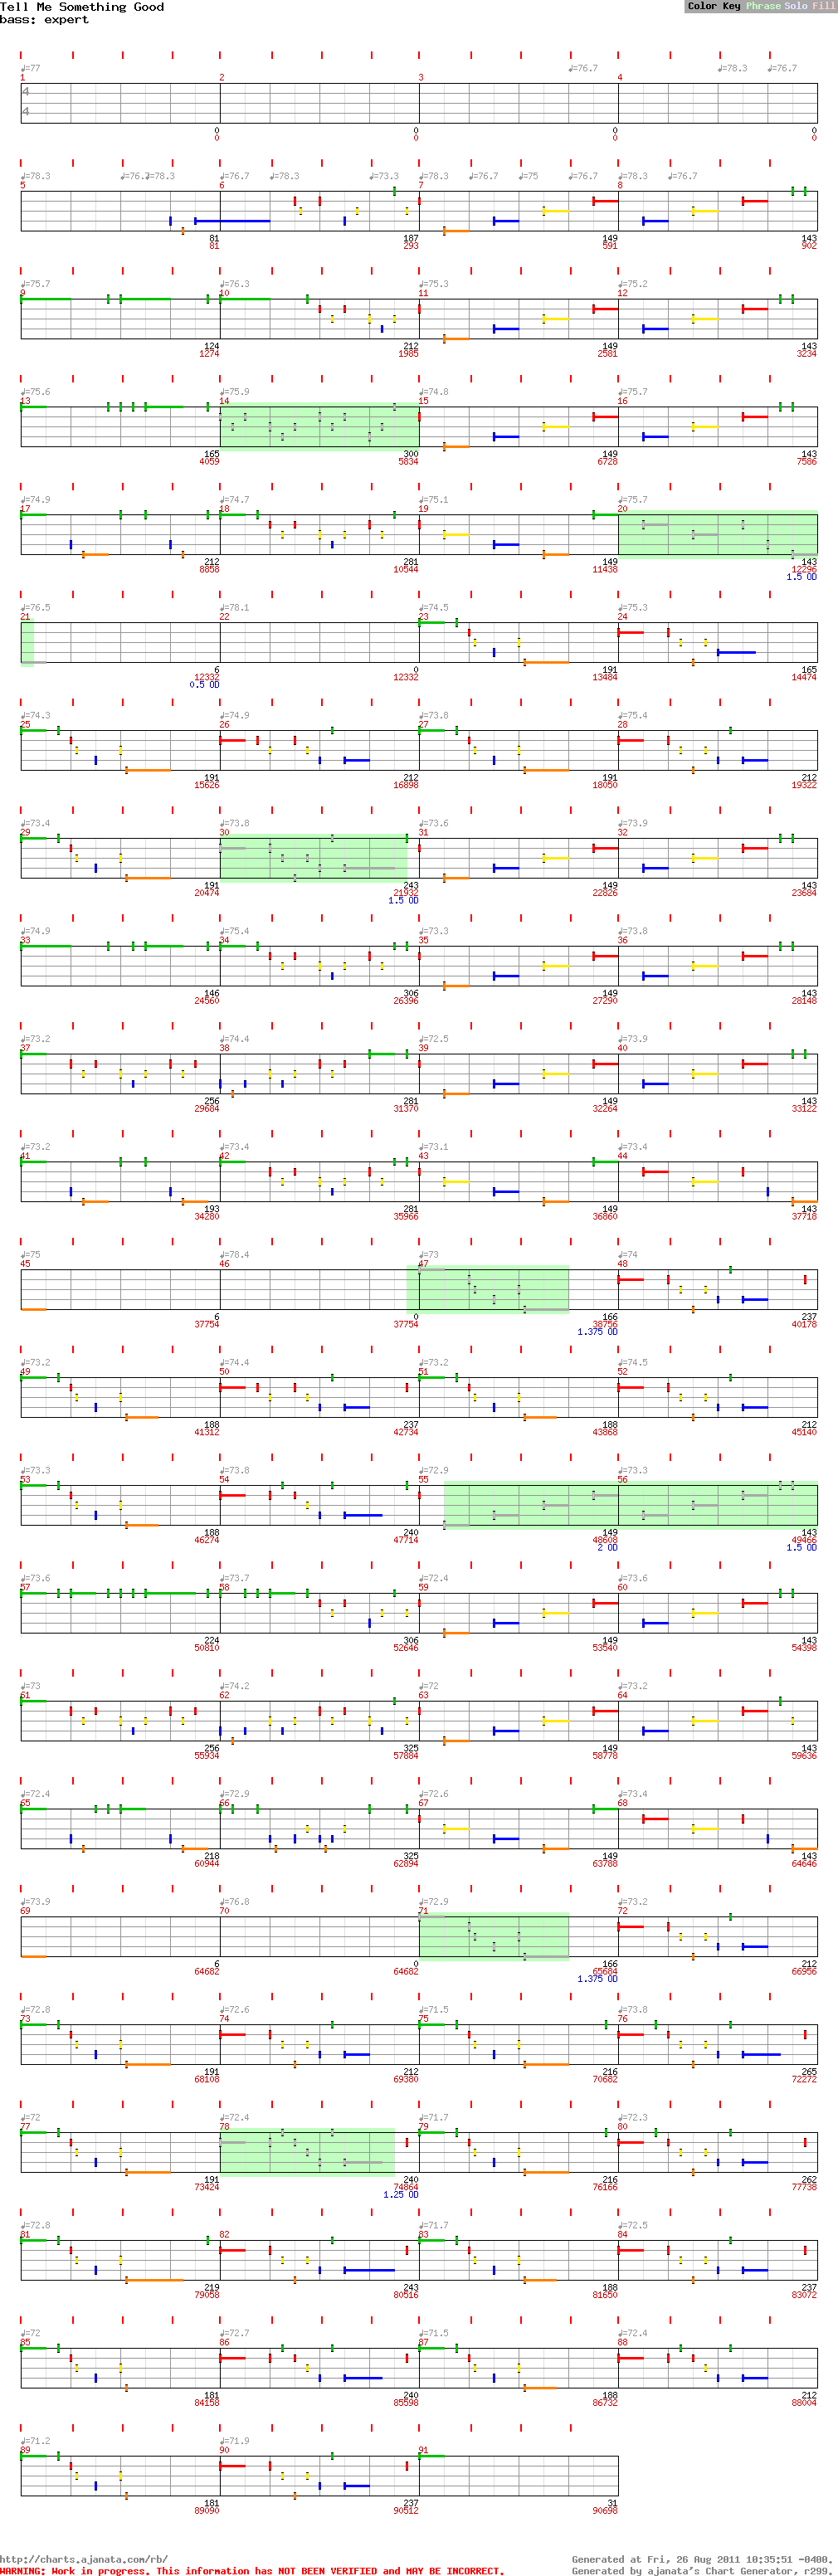 Tell Me Something Good
Color Key Phrase Solo Fill
bass: expert
♩=77 ♩=76.7 ♩=78.3 ♩=76.7
1 2 3 4
4
4
0 0 0 0
0 0 0 0
♩=78.3 ♩=76.7 ♩=78.3 ♩=76.7 ♩=78.3 ♩=73.3 ♩=78.3 ♩=76.7 ♩=75 ♩=76.7 ♩=78.3 ♩=76.7
5 6 7 8
81 187 149 143
81 293 591 902
♩=75.7 ♩=76.3 ♩=75.3 ♩=75.2
9 10 11 12
124 212 149 143
1274 1985 2581 3234
♩=75.6 ♩=75.9 ♩=74.8 ♩=75.7
13 14 15 16
165 300 149 143
4059 5834 6728 7586
♩=74.9 ♩=74.7 ♩=75.1 ♩=75.7
17 18 19 20
212 281 149 143
8858 10544 11438 12296
1.5 OD
♩=76.5 ♩=78.1 ♩=74.5 ♩=75.3
21 22 23 24
6 0 191 165
12332 12332 13484 14474
0.5 OD
♩=74.3 ♩=74.9 ♩=73.8 ♩=75.4
25 26 27 28
191 212 191 212
15626 16898 18050 19322
♩=73.4 ♩=73.8 ♩=73.6 ♩=73.9
29 30 31 32
191 243 149 143
20474 21932 22826 23684
1.5 OD
♩=74.9 ♩=75.4 ♩=73.3 ♩=73.8
33 34 35 36
146 306 149 143
24560 26396 27290 28148
♩=73.2 ♩=74.4 ♩=72.5 ♩=73.9
37 38 39 40
256 281 149 143
29684 31370 32264 33122
♩=73.2 ♩=73.4 ♩=73.1 ♩=73.4
41 42 43 44
193 281 149 143
34280 35966 36860 37718
♩=75 ♩=78.4 ♩=73 ♩=74
45 46 47 48
6 0 166 237
37754 37754 38756 40178
1.375 OD
♩=73.2 ♩=74.4 ♩=73.2 ♩=74.5
49 50 51 52
188 237 188 212
41312 42734 43868 45140
♩=73.3 ♩=73.8 ♩=72.9 ♩=73.3
53 54 55 56
188 240 149 143
46274 47714 48608 49466
2 OD 1.5 OD
♩=73.6 ♩=73.7 ♩=72.4 ♩=73.6
57 58 59 60
224 306 149 143
50810 52646 53540 54398
♩=73 ♩=74.2 ♩=72 ♩=73.2
61 62 63 64
256 325 149 143
55934 57884 58778 59636
♩=72.4 ♩=72.9 ♩=72.6 ♩=73.4
65 66 67 68
218 325 149 143
60944 62894 63788 64646
♩=73.9 ♩=76.8 ♩=72.9 ♩=73.2
69 70 71 72
6 0 166 212
64682 64682 65684 66956
1.375 OD
♩=72.8 ♩=72.6 ♩=71.5 ♩=73.8
73 74 75 76
191 212 216 265
68108 69380 70682 72272
♩=72 ♩=72.4 ♩=71.7 ♩=72.3
77 78 79 80
191 240 216 262
73424 74864 76166 77738
1.25 OD
♩=72.8 ♩=71.7 ♩=72.5
81 82 83 84
219 243 188 237
79058 80516 81650 83072
♩=72 ♩=72.7 ♩=71.5 ♩=72.4
85 86 87 88
181 240 188 212
84158 85598 86732 88004
♩=71.2 ♩=71.9
89 90 91
181 237 31
89090 90512 90698
http://charts.ajanata.com/rb/
Generated at Fri, 26 Aug 2011 10:35:51 -0400.
WARNING: Work in progress. This information has NOT BEEN VERIFIED and MAY BE INCORRECT.
Generated by ajanata's Chart Generator, r299.